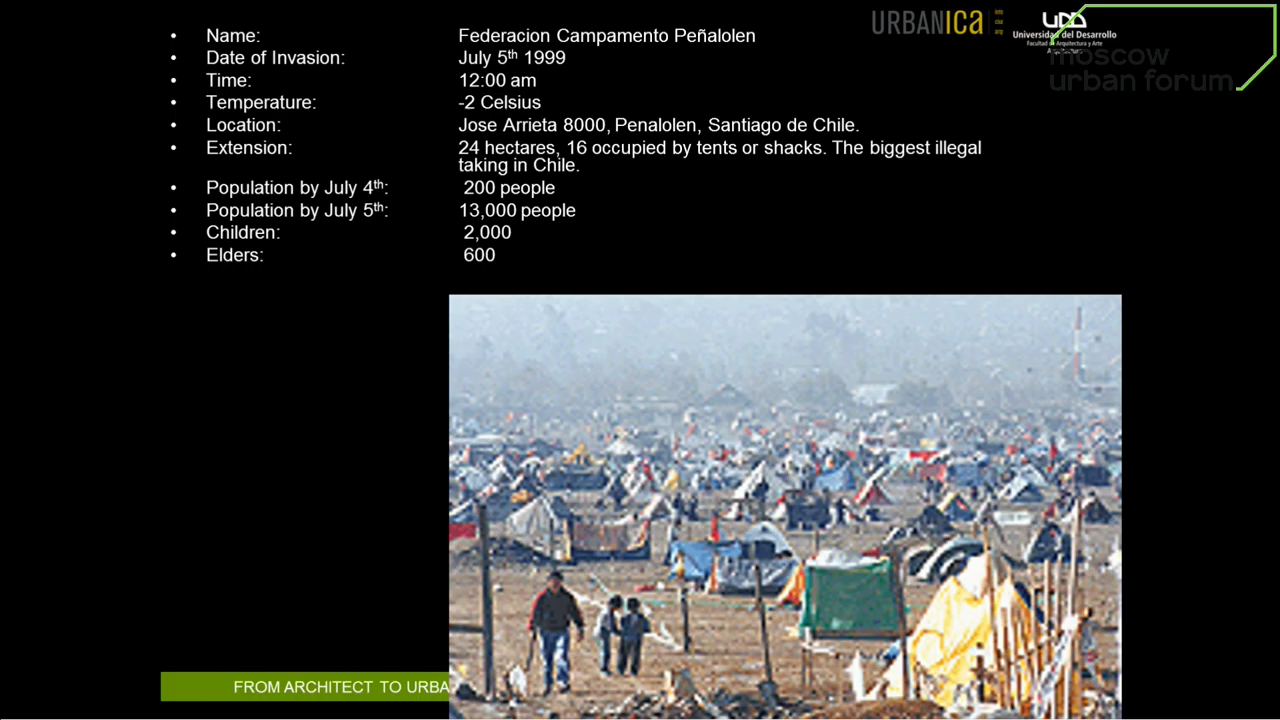 URBANICA
Universidad del Desarrollo
Facultad de Arquitectura y Arte
Arquitectura
moscow
urban forum
• Name: Federacion Campamento Peñalolen
• Date of Invasion: July 5th 1999
• Time: 12:00 am
• Temperature: -2 Celsius
• Location: Jose Arrieta 8000, Penalolen, Santiago de Chile.
• Extension: 24 hectares, 16 occupied by tents or shacks. The biggest illegal
taking in Chile.
• Population by July 4th: 200 people
• Population by July 5th: 13,000 people
• Children: 2,000
• Elders: 600
FROM ARCHITECT TO URBA